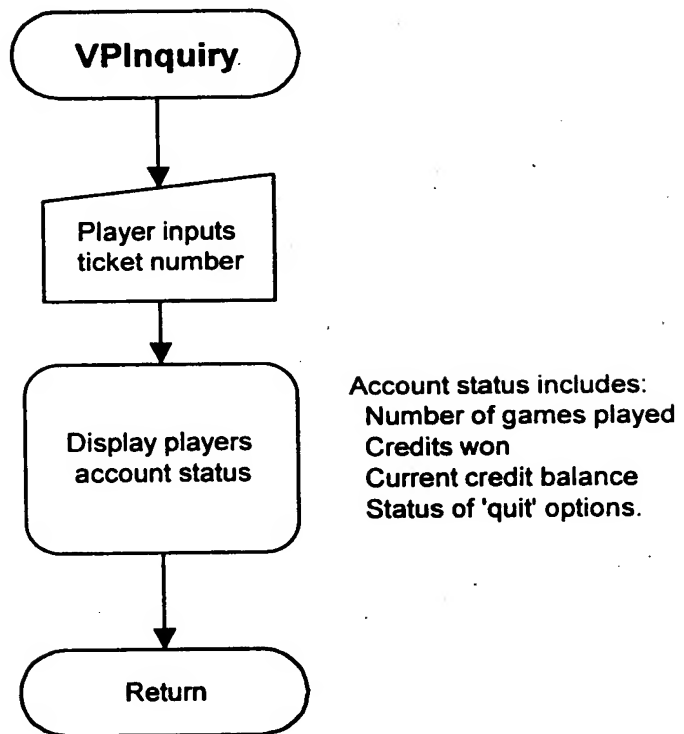 VPInquiry
Player inputs
ticket number
Display players
account status
Account status includes:
Number of games played
Credits won
Current credit balance
Status of 'quit' options.
Return